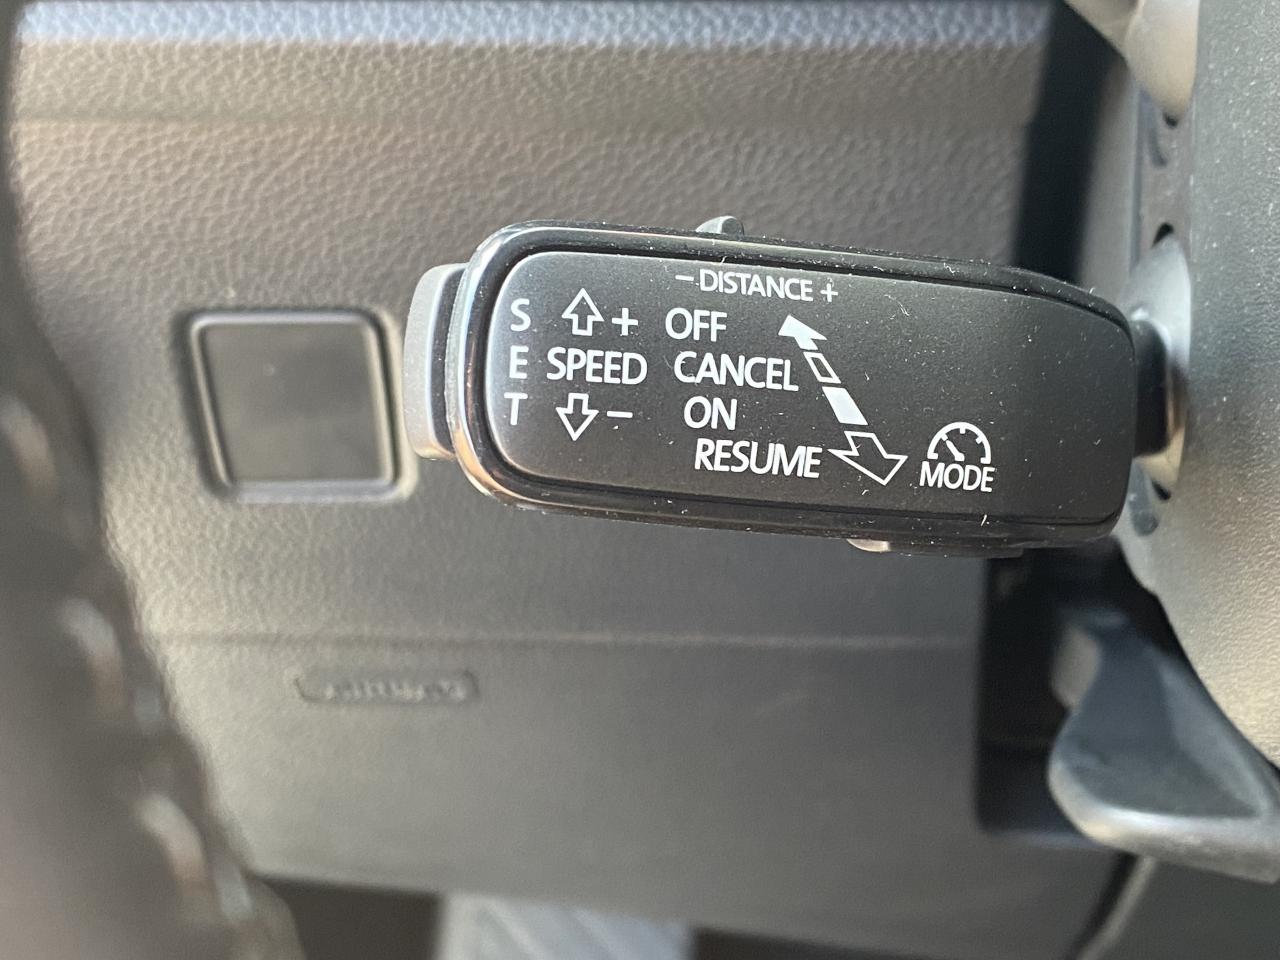 - DISTANCE +
S + OFF
E SPEED CANCEL
T - ON
RESUME
MODE